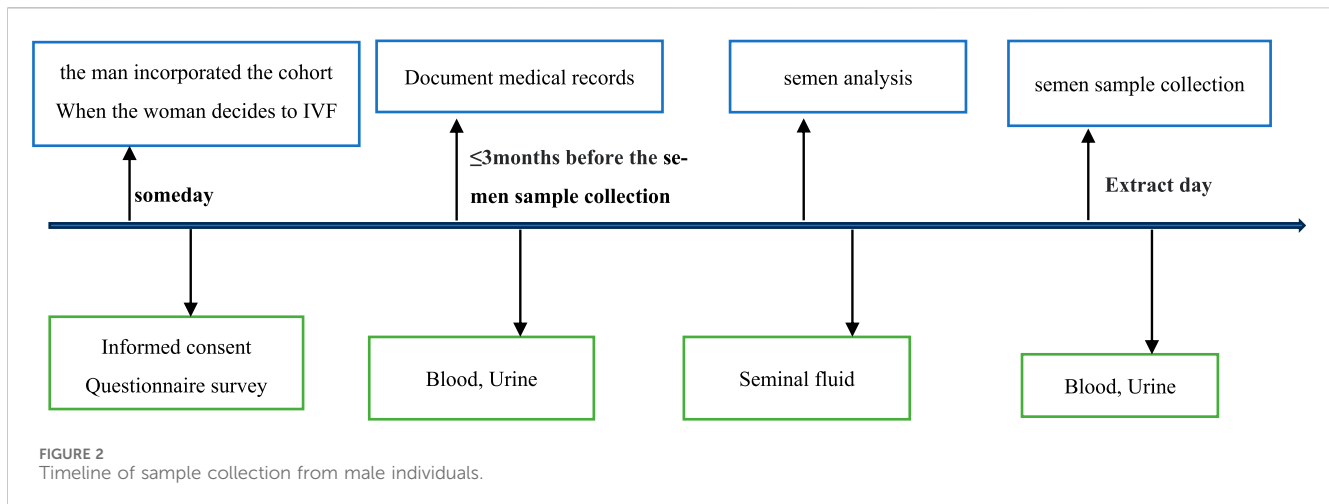 the man incorporated the cohort
When the woman decides to IVF
Document medical records
semen analysis
semen sample collection
someday
≤3months before the se-
men sample collection
Extract day
Informed consent
Questionnaire survey
Blood, Urine
Seminal fluid
Blood, Urine
FIGURE 2
Timeline of sample collection from male individuals.